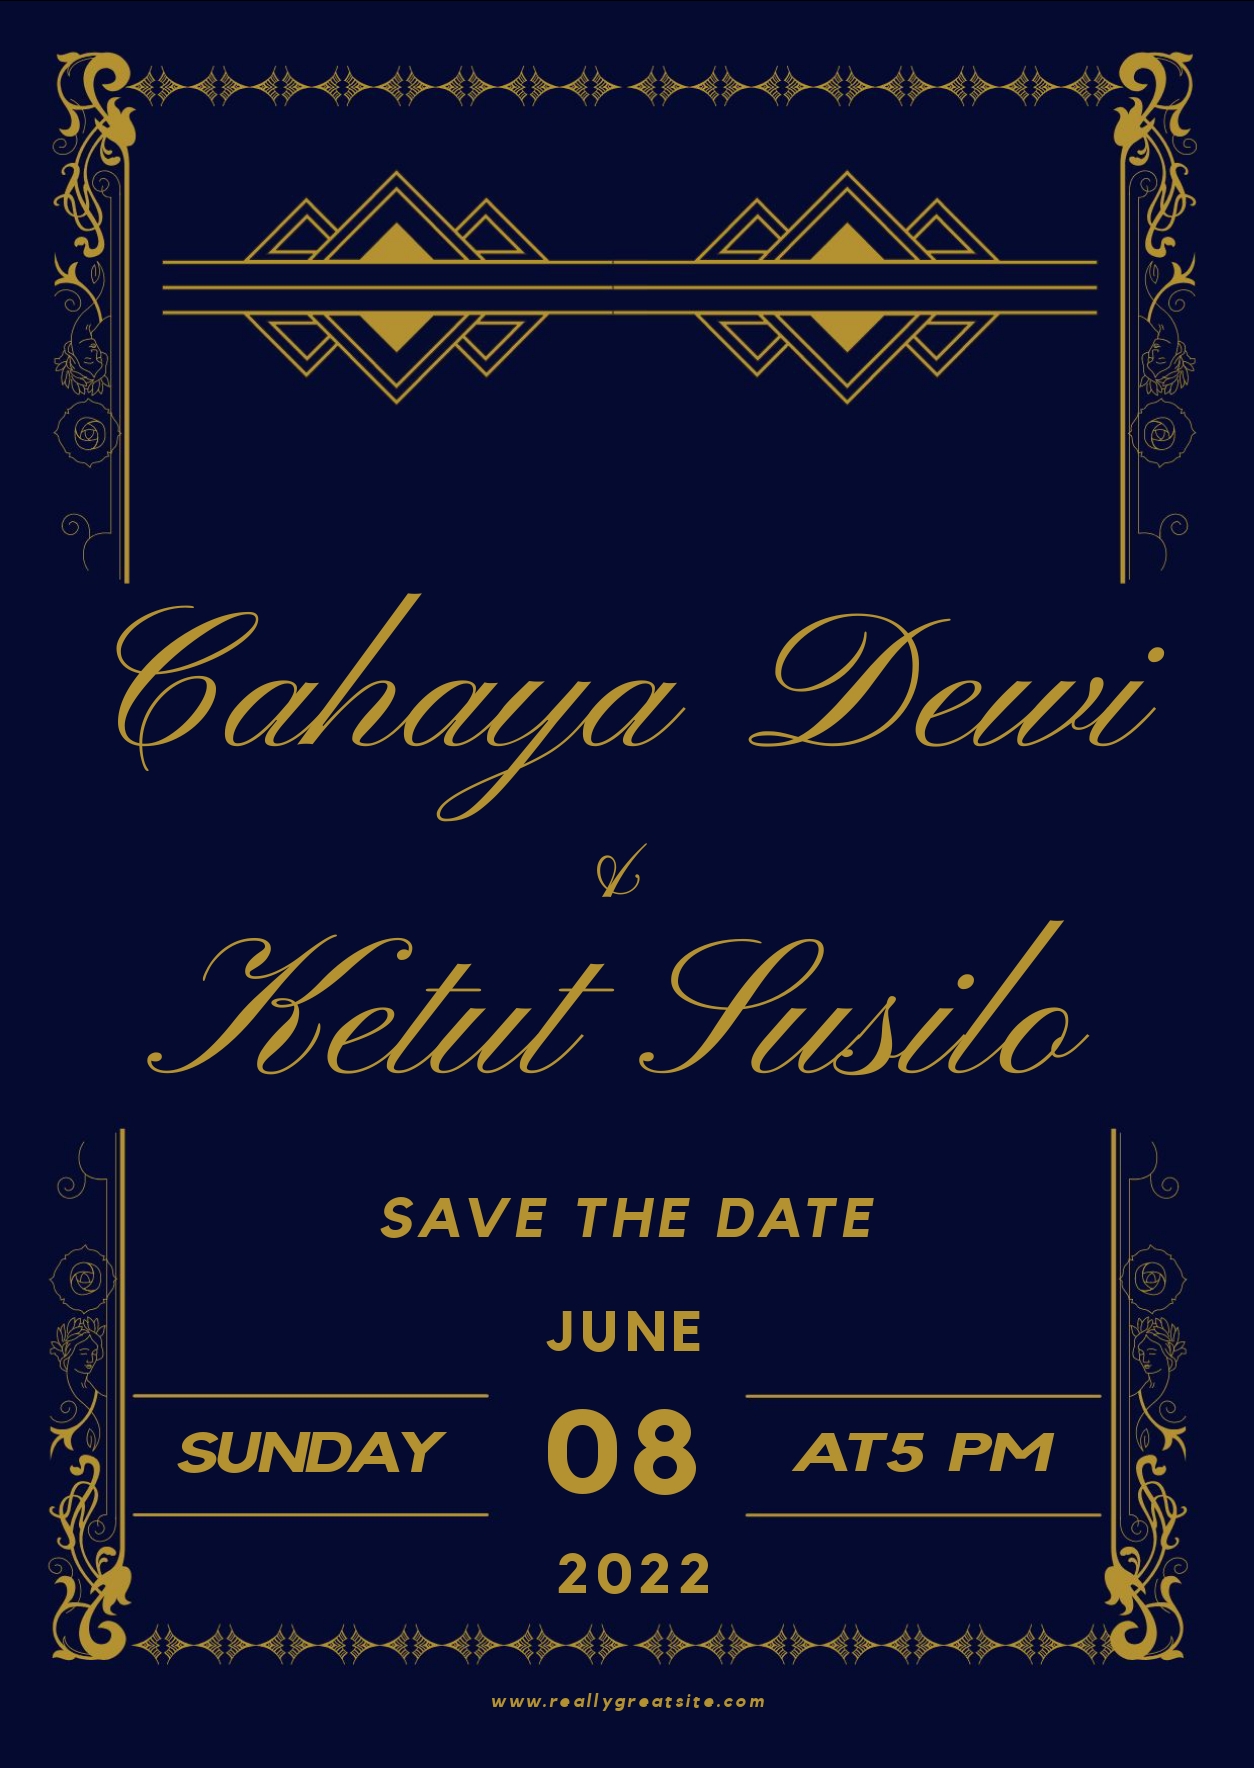 Cahaya Dewi
&
Ketut Susilo
SAVE THE DATE
JUNE
SUNDAY 08 AT5 PM
2022
www.reallygreatsite.com